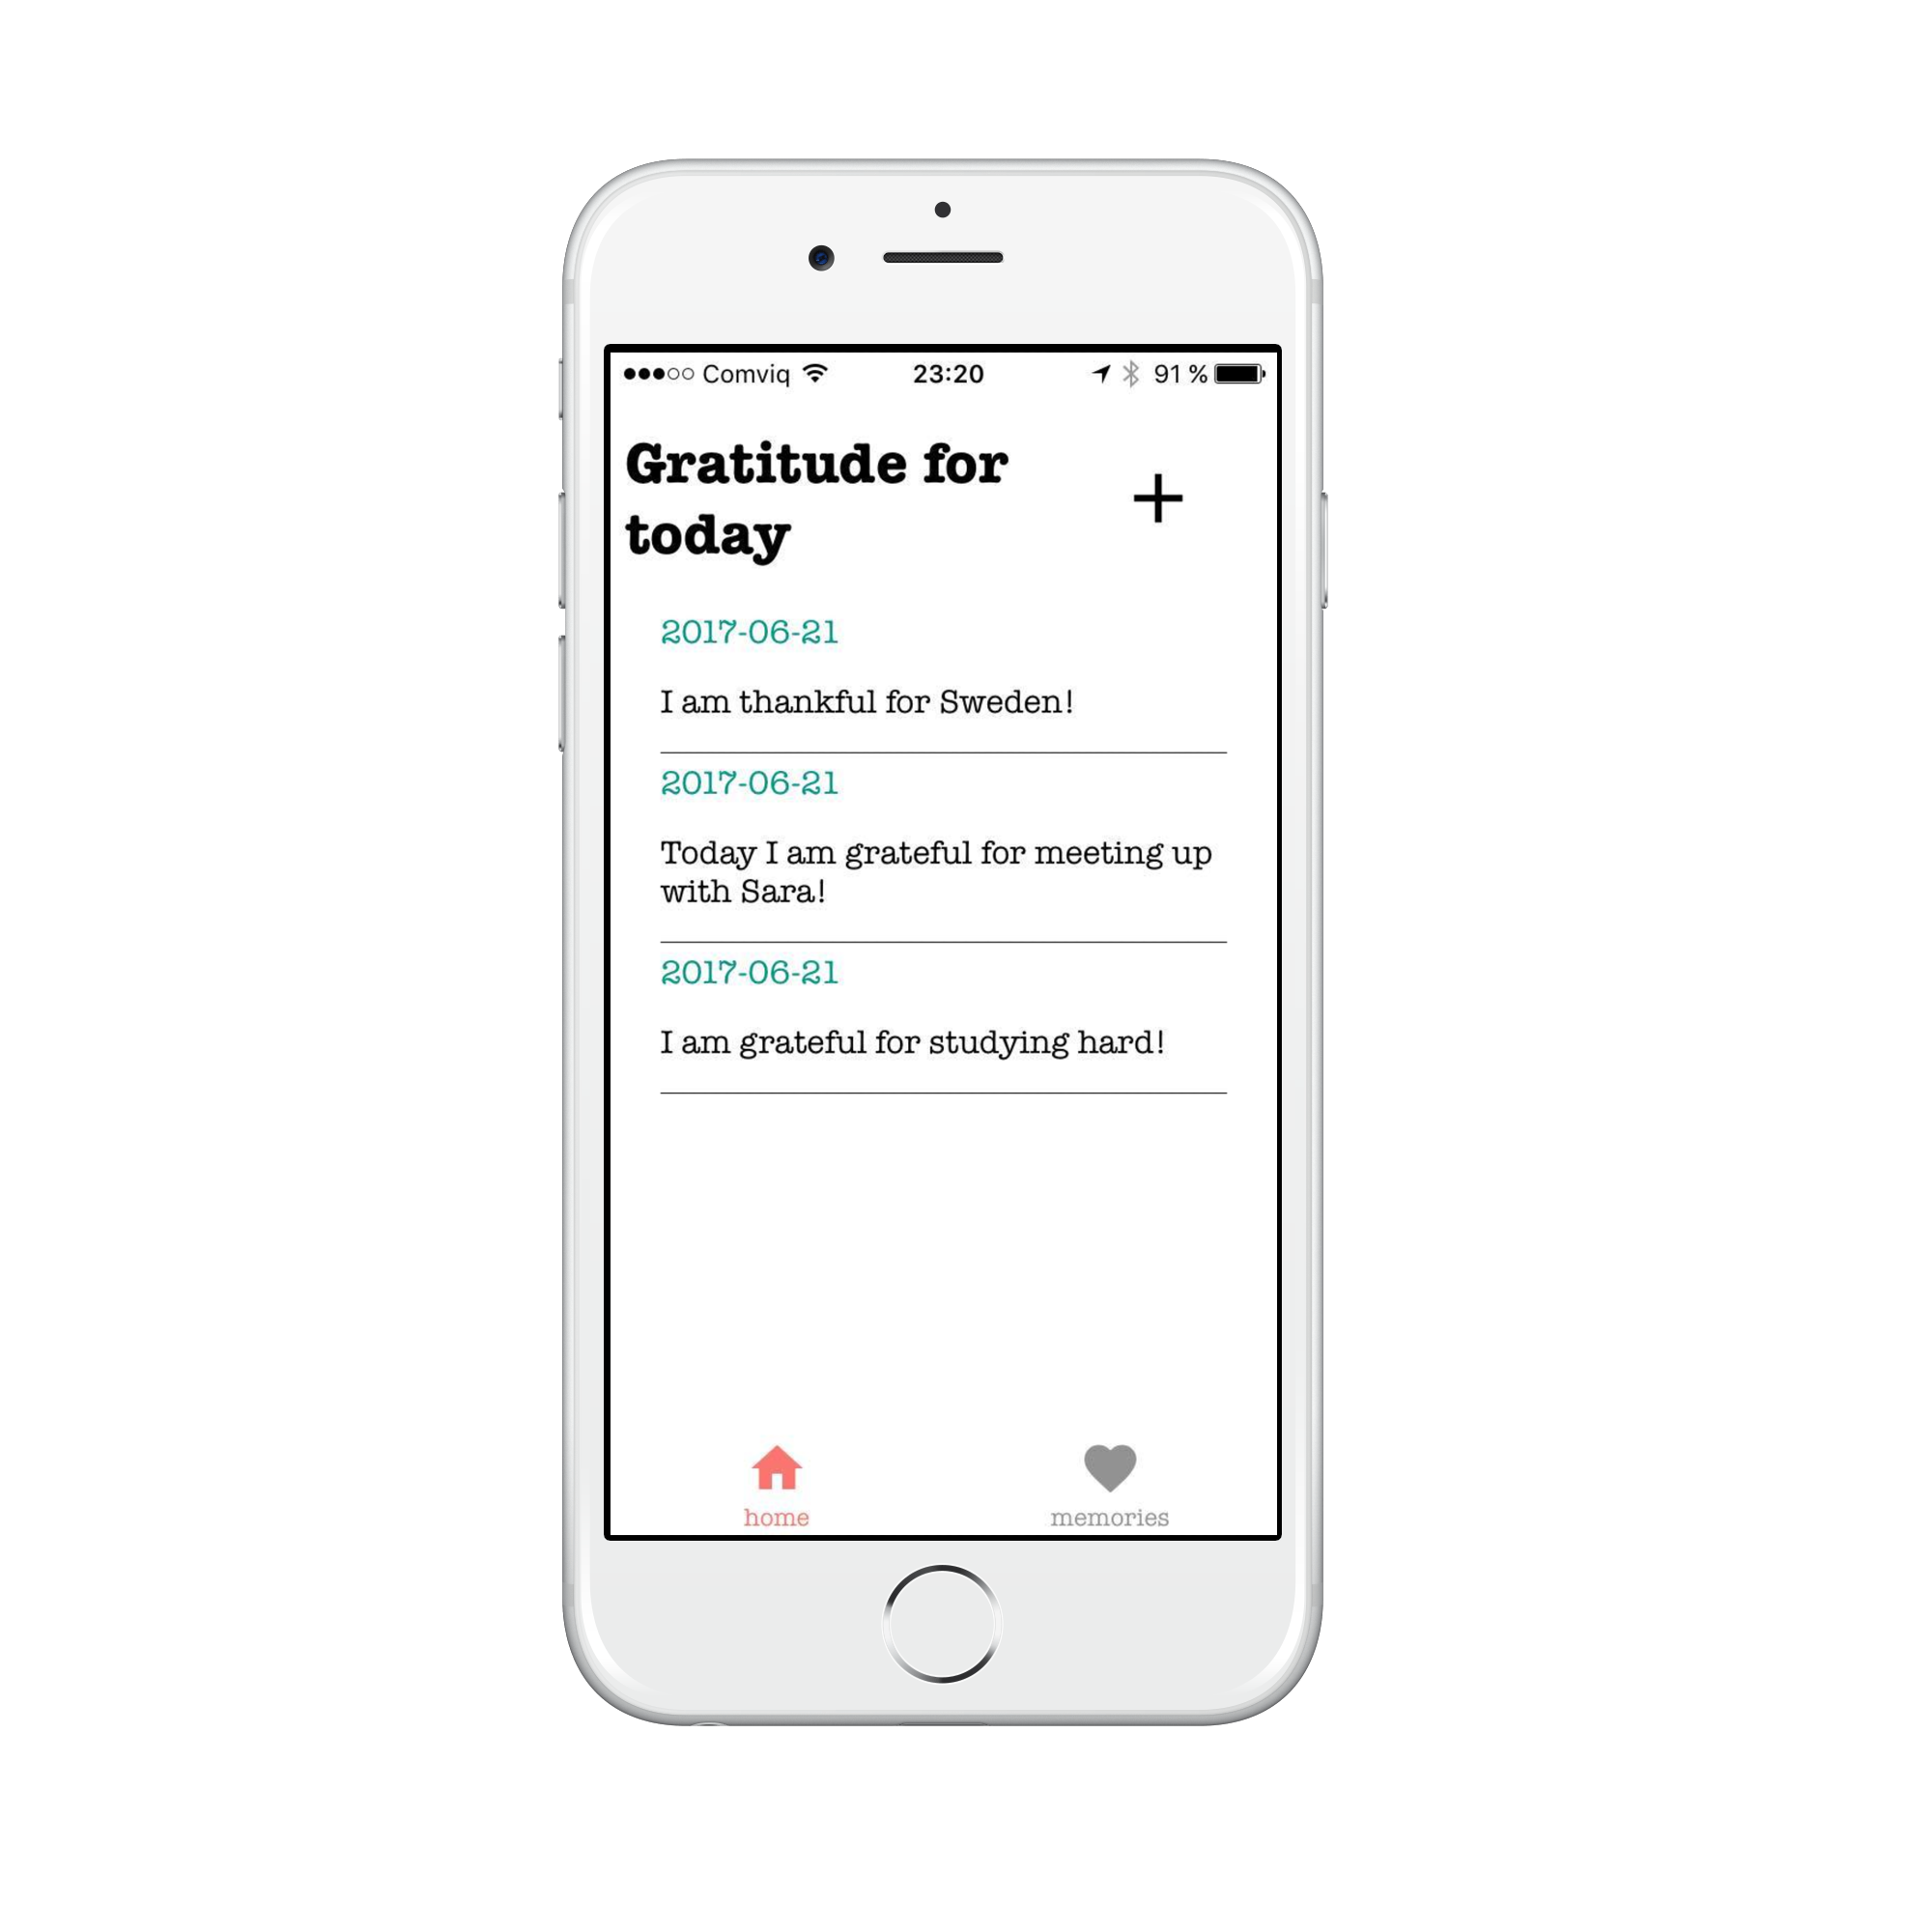 Comviq 23:20 91 %
Gratitude for
today
2017-06-21
I am thankful for Sweden!
2017-06-21
Today I am grateful for meeting up
with Sara!
2017-06-21
I am grateful for studying hard!
home memories